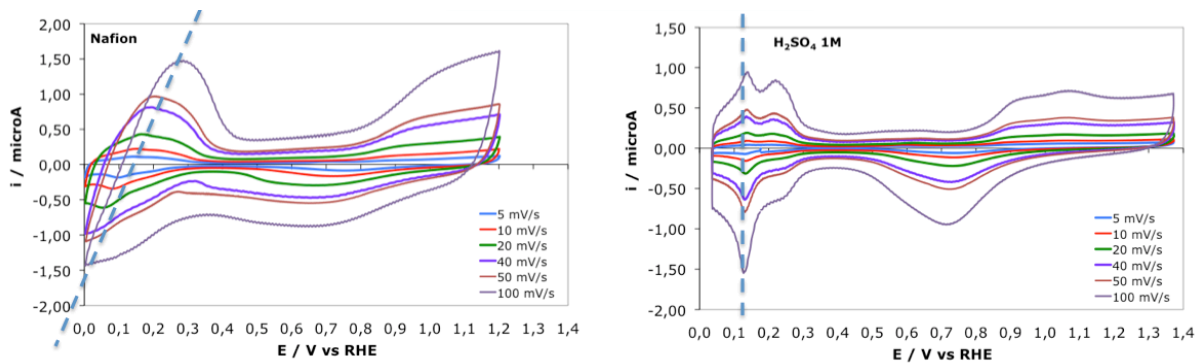 2,00
1,50
1,00
0,50
0,00
-0,50
-1,00
-1,50
-2,00
i / microA
Nafion
5 mV/s
10 mV/s
20 mV/s
40 mV/s
50 mV/s
100 mV/s
0,0 0,1 0,2 0,3 0,4 0,5 0,6 0,7 0,8 0,9 1,0 1,1 1,2 1,3 1,4
E / V vs RHE
1,50
1,00
0,50
0,00
-0,50
-1,00
-1,50
-2,00
i / microA
H₂SO₄ 1M
5 mV/s
10 mV/s
20 mV/s
40 mV/s
50 mV/s
100 mV/s
0,0 0,1 0,2 0,3 0,4 0,5 0,6 0,7 0,8 0,9 1,0 1,1 1,2 1,3 1,4
E / V vs RHE